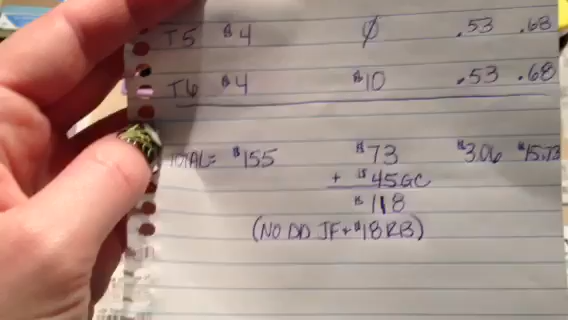 T5 $4 Ø .53 .68
T6 $4 $10 .53 .68
TOTAL= $155 $73 $3.06 $15.73
+ $45GC
$118
(NO DD JF + $18RB)